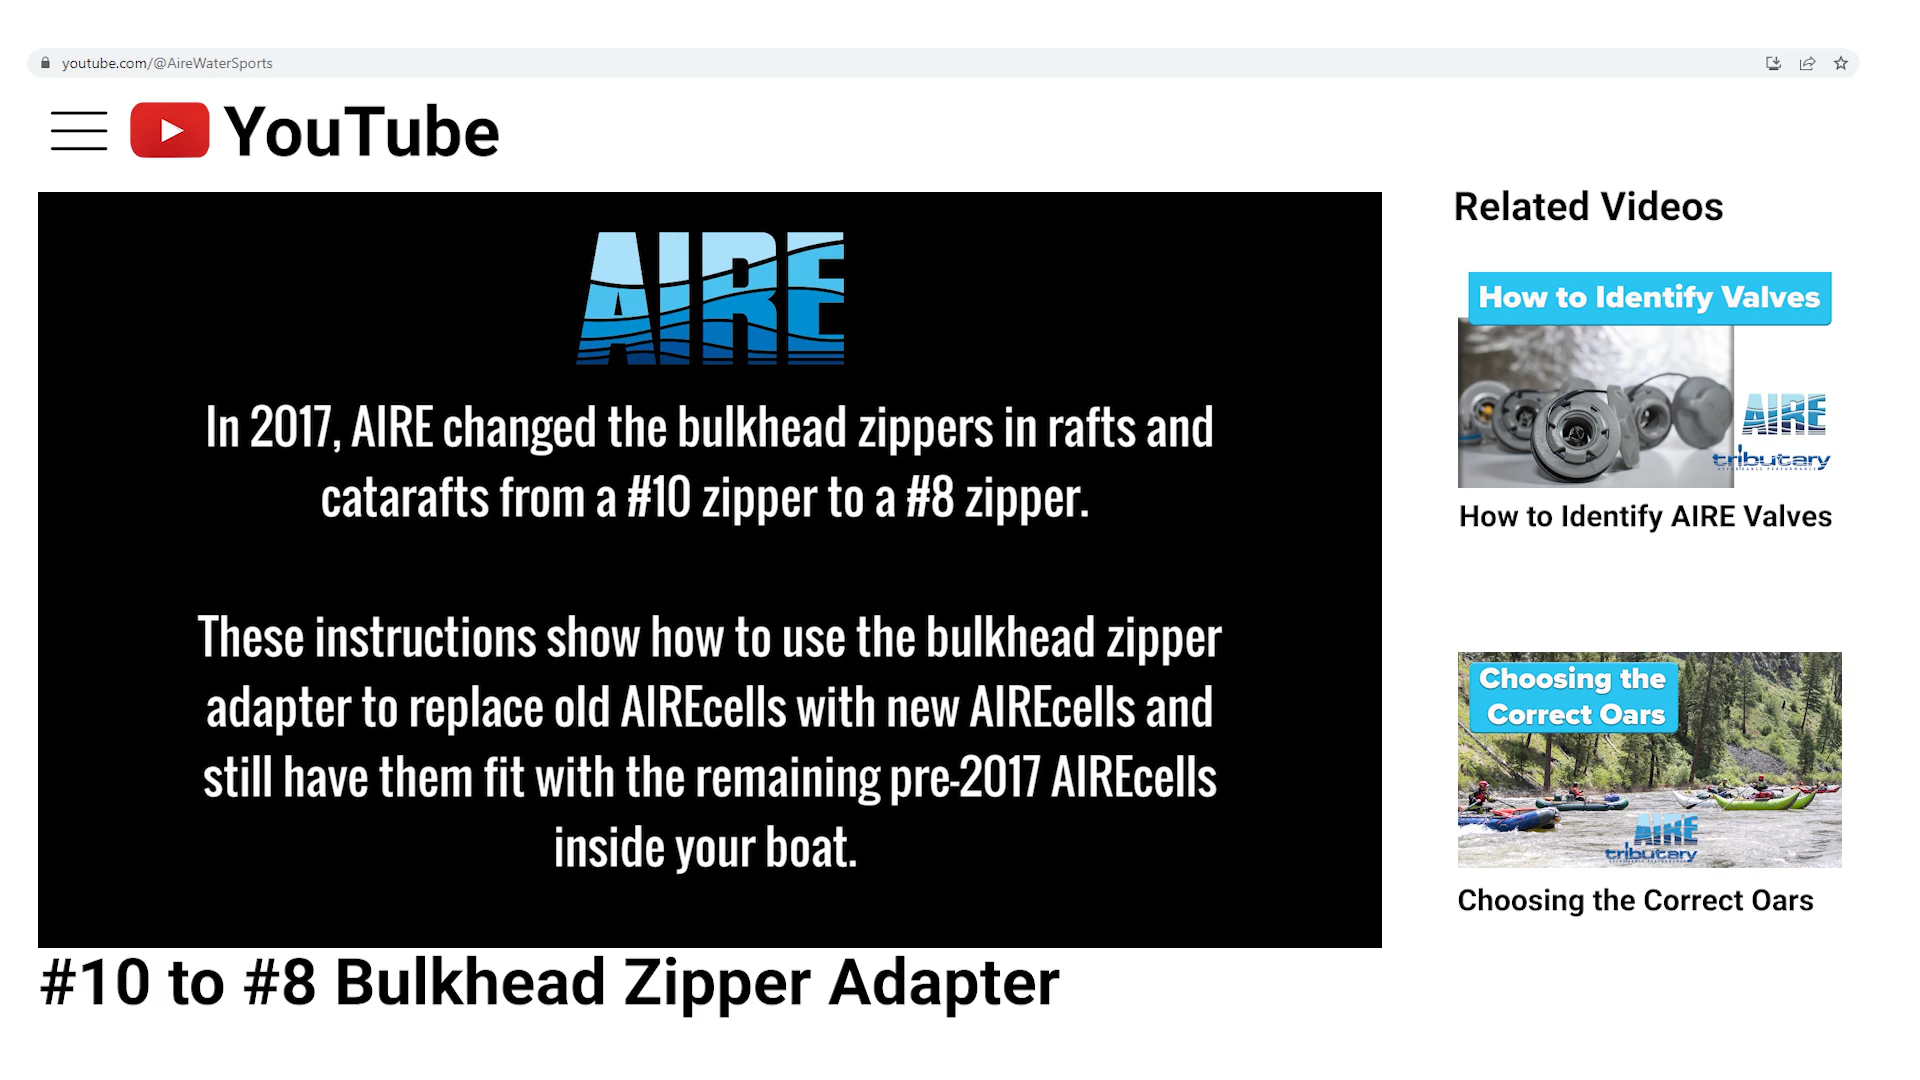 youtube.com/@AireWaterSports
YouTube
AIRE
In 2017, AIRE changed the bulkhead zippers in rafts and
catarafts from a #10 zipper to a #8 zipper.
These instructions show how to use the bulkhead zipper
adapter to replace old AIREcells with new AIREcells and
still have them fit with the remaining pre-2017 AIREcells
inside your boat.
#10 to #8 Bulkhead Zipper Adapter
Related Videos
How to Identify Valves
AIRE
tributary
How to Identify AIRE Valves
Choosing the
Correct Oars
AIRE
tributary
Choosing the Correct Oars